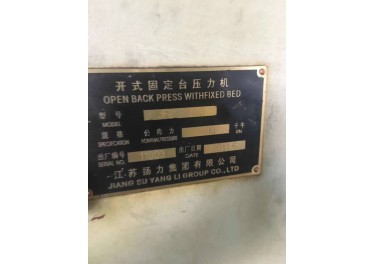 开式固定台压力机
OPEN BACK PRESS WITHFIXED BED
型号
MODEL
规格 公称力 千牛
SPECIFICATION NOMINAL PRESSURE KN
出厂编号 出厂日期
SERIAL NO. DATE
江苏扬力集团有限公司
JIANG SU YANG LI GROUP CO.,LTD